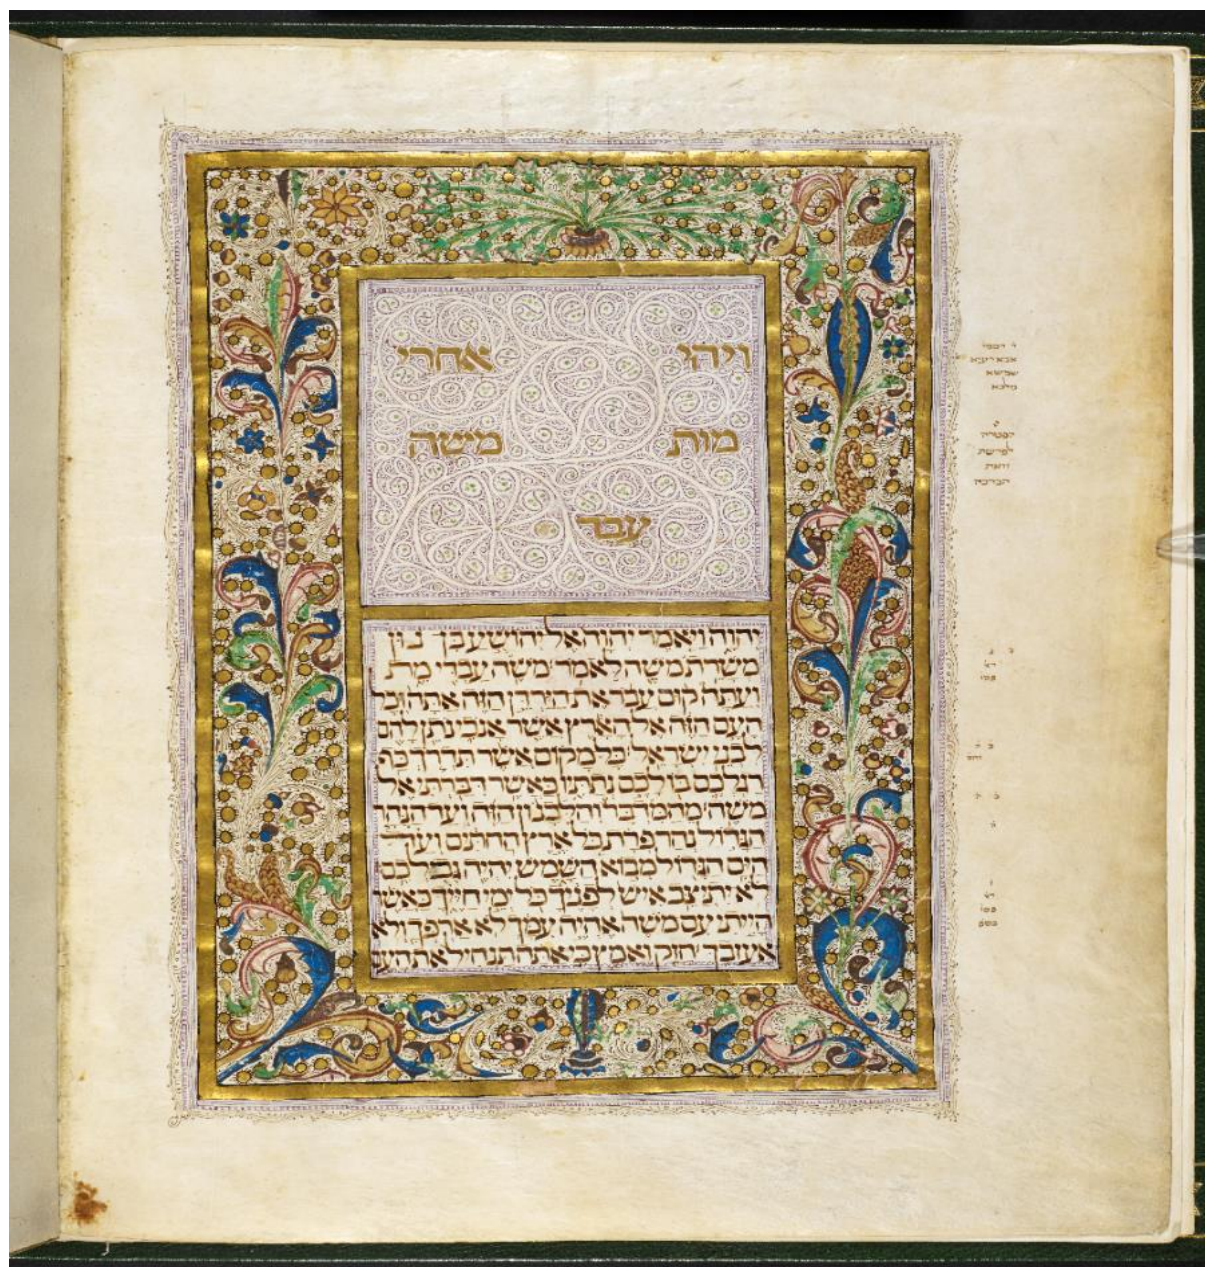 ויהי אחרי
מות משה
עבד
יהוה ויאמר יהוה אל יהושע בן נון
משרת משה לאמר משה עבדי מת
ועתה קום עבר את הירדן הזה אתה וכל
העם הזה אל הארץ אשר אנכי נתן להם
לבני ישראל כל מקום אשר תדרך כף
רגלכם בו לכם נתתיו כאשר דברתי אל
משה מהמדבר והלבנון הזה ועד הנהר
הגדול נהר פרת כל ארץ החתים ועד
הים הגדול מבוא השמש יהיה גבולכם
לא יתיצב איש לפניך כל ימי חייך כאשר
הייתי עם משה אהיה עמך לא ארפך ולא
אעזבך חזק ואמץ כי אתה תנחיל את העם
הפטרה
לפרשת
וזאת
הברכה